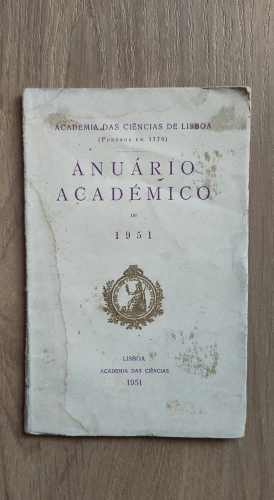 ACADEMIA DAS CIÊNCIAS DE LISBOA
(FUNDADA EM 1779)
ANUÁRIO
ACADÉMICO
DE
1951
LISBOA
ACADEMIA DAS CIÊNCIAS
1951